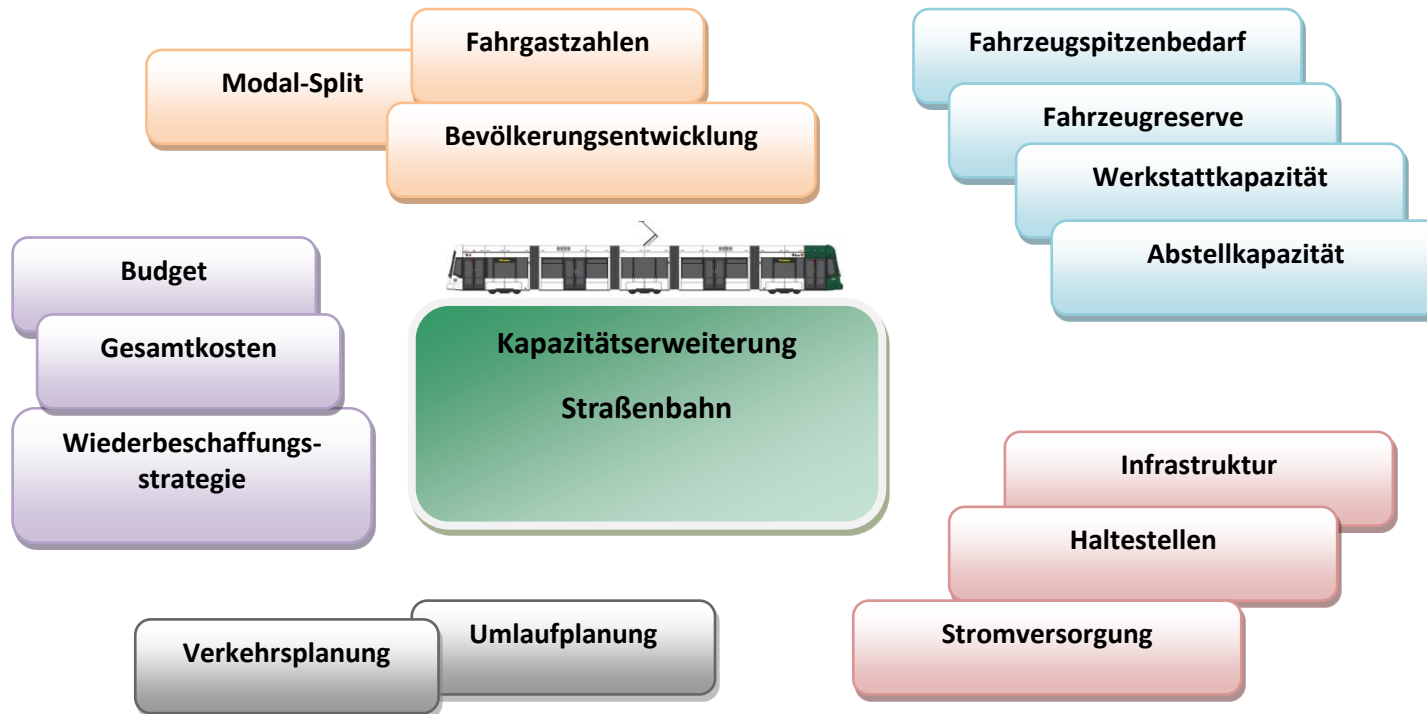 Fahrgastzahlen
Modal-Split
Bevölkerungsentwicklung
Fahrzeugspitzenbedarf
Fahrzeugreserve
Werkstattkapazität
Abstellkapazität
Budget
Gesamtkosten
Wiederbeschaffungs-
strategie
Kapazitätserweiterung
Straßenbahn
Infrastruktur
Haltestellen
Stromversorgung
Umlaufplanung
Verkehrsplanung